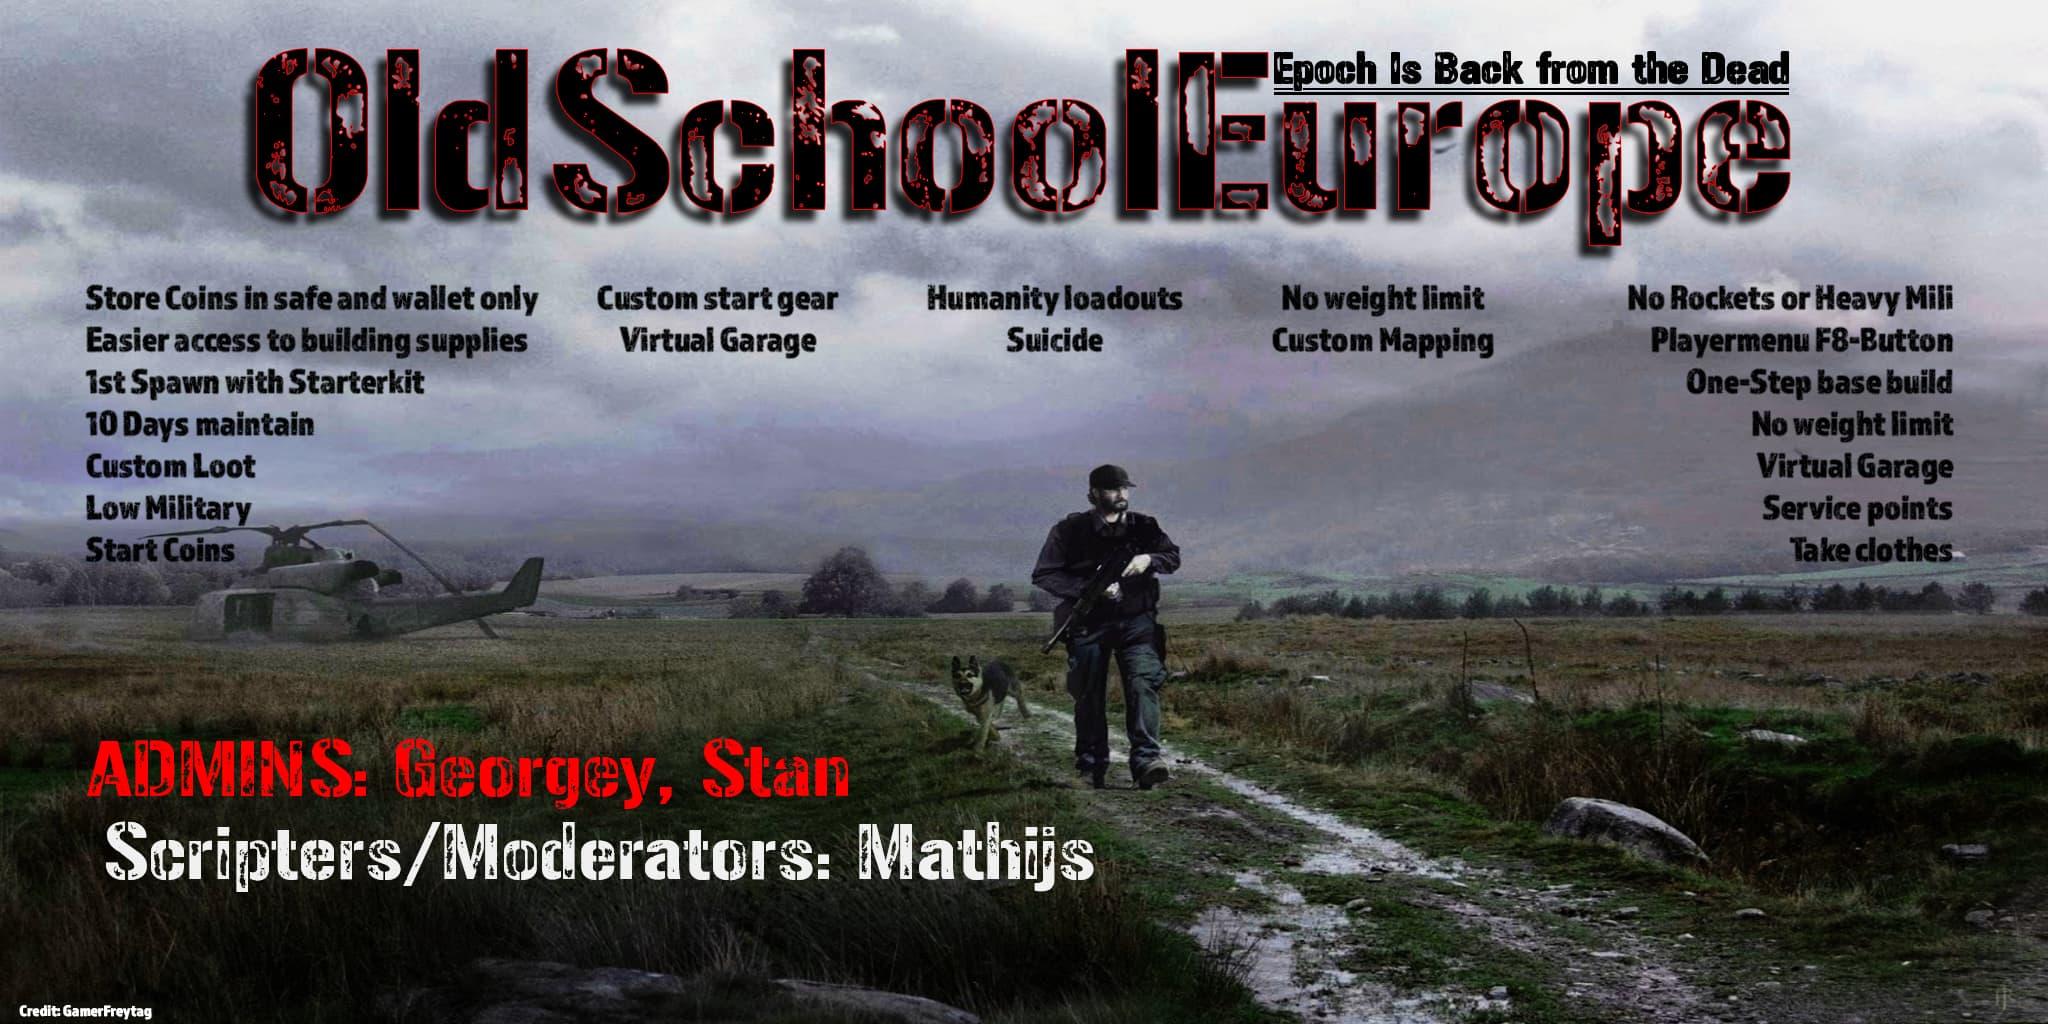 OldSchoolEurope
Epoch Is Back from the Dead
Store Coins in safe and wallet only
Easier access to building supplies
1st Spawn with Starterkit
10 Days maintain
Custom Loot
Low Military
Start Coins
Custom start gear
Virtual Garage
Humanity loadouts
Suicide
No weight limit
Custom Mapping
No Rockets or Heavy Mili
Playermenu F8-Button
One-Step base build
No weight limit
Virtual Garage
Service points
Take clothes
ADMINS: Georgey, Stan
Scripters/Moderators: Mathijs
Credit: GamerFreytag